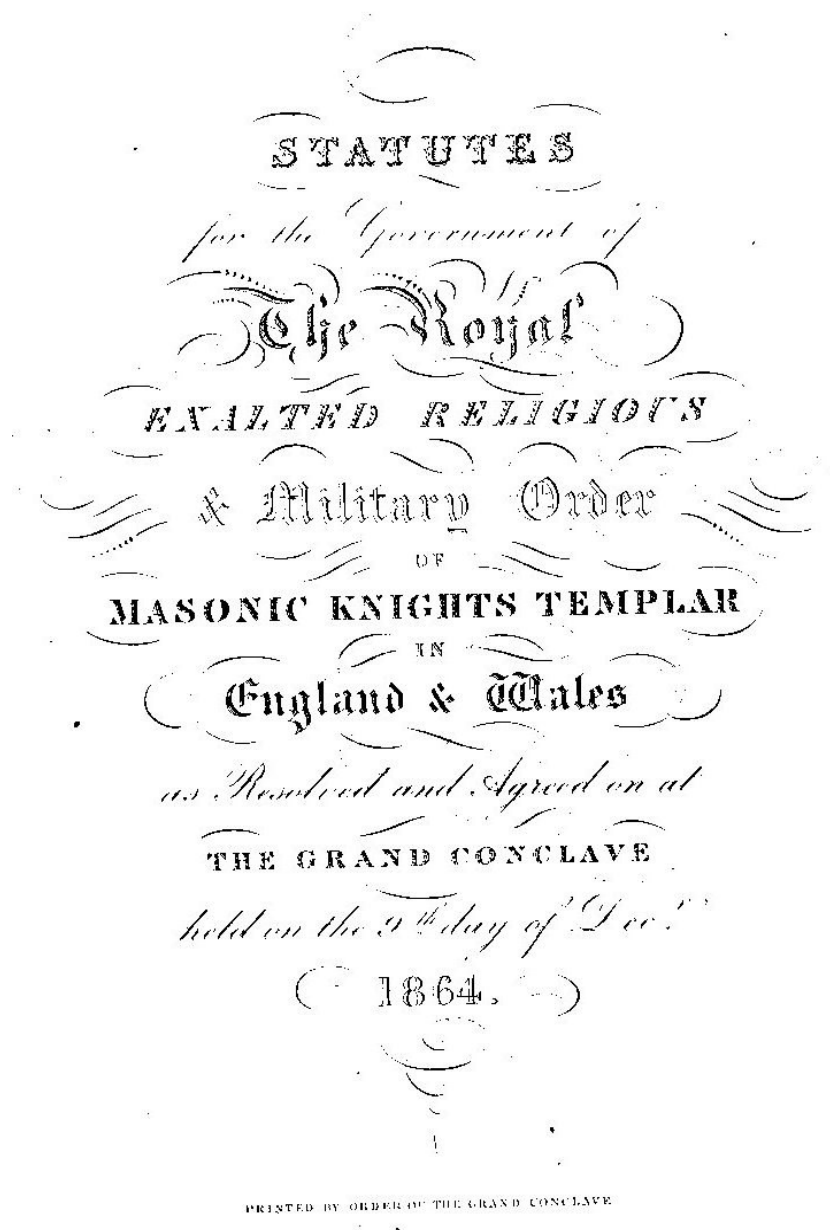 STATUTES
for the Government of
The Royal
EXALTED RELIGIOUS
& Military Order
OF
MASONIC KNIGHTS TEMPLAR
IN
England & Wales
as Resolved and Agreed on at
THE GRAND CONCLAVE
held on the 9th day of Decr.
1864.
PRINTED BY ORDER OF THE GRAND CONCLAVE